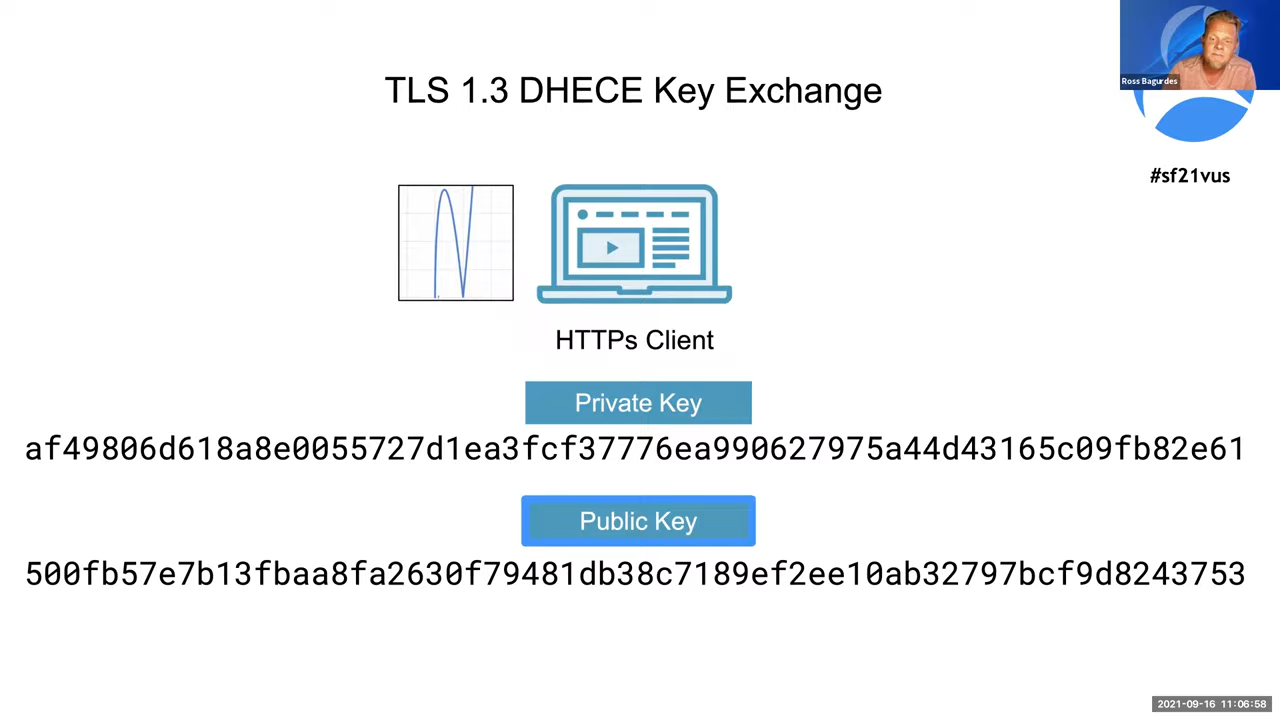 TLS 1.3 DHECE Key Exchange
Ross Bagurdes
#sf21vus
HTTPs Client
Private Key
af49806d618a8e0055727d1ea3fcf37776ea990627975a44d43165c09fb82e61
Public Key
500fb57e7b13fbaa8fa2630f79481db38c7189ef2ee10ab32797bcf9d8243753
2021-09-16 11:06:58